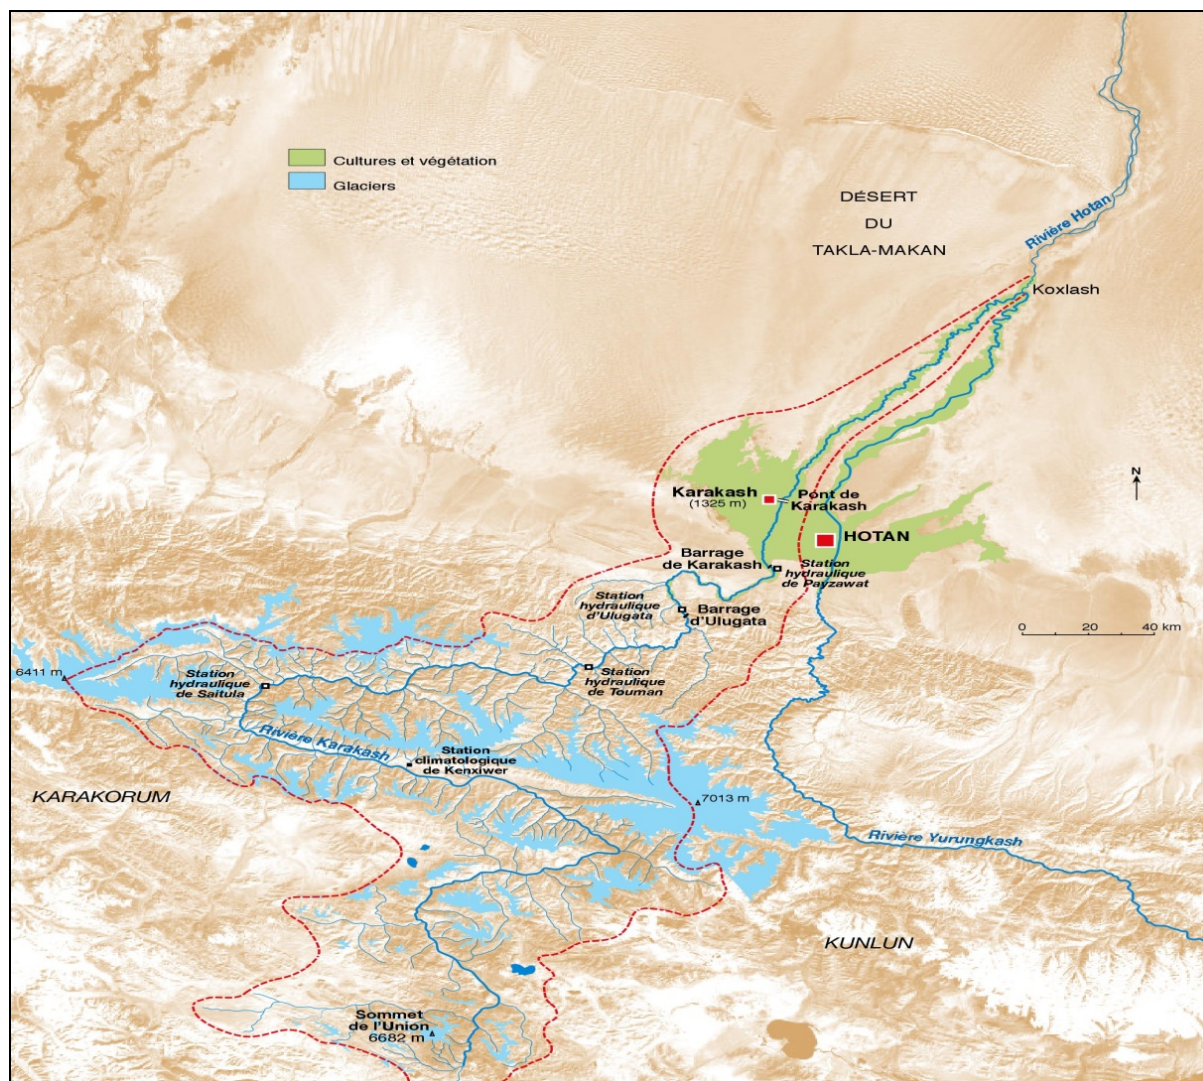 Cultures et végétation
Glaciers
DÉSERT
DU
TAKLA-MAKAN
Rivière Hotan
Koxlash
N
Karakash
(1325 m)
Pont de
Karakash
HOTAN
Barrage
de Karakash
Station
hydraulique
de Payzawat
Station
hydraulique
d'Ulugata
Barrage
d'Ulugata
0 20 40 km
6411 m
Station
hydraulique
de Saitula
Station
hydraulique
de Touman
Rivière Karakash
Station
climatologique
de Kenxiwer
KARAKORUM
7013 m
Rivière Yurungkash
KUNLUN
Sommet
de l'Union
6682 m